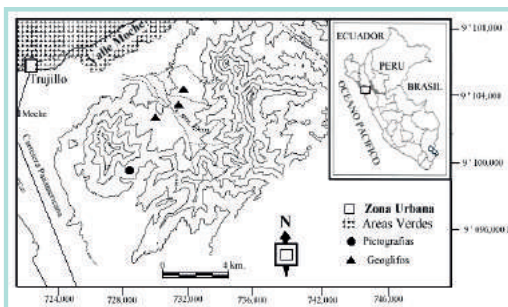 ECUADOR
PERU
BRASIL
OCEANO PACIFICO
Valle Moche
Trujillo
Moche
Carretera Panamericana
9'108,000
9'104,000
9'100,000
9'096,000
Zona Urbana
Areas Verdes
Pictografias
Geoglifos
N
0 4 km.
724,000 728,000 732,000 736,000 742,000 746,000